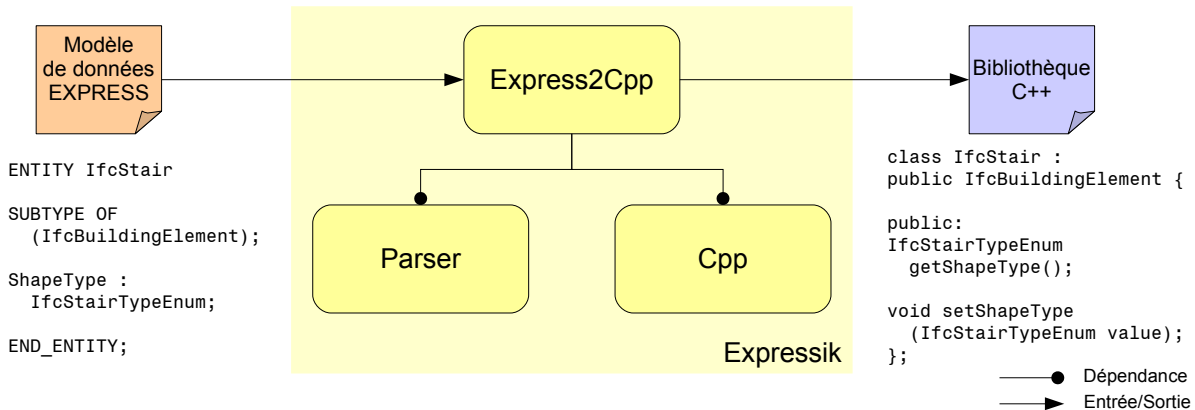 Modèle
de données
EXPRESS
Express2Cpp
Bibliothèque
C++
ENTITY IfcStair
SUBTYPE OF
(IfcBuildingElement);
ShapeType :
IfcStairTypeEnum;
END_ENTITY;
Parser
Cpp
Expressik
class IfcStair :
public IfcBuildingElement {
public:
IfcStairTypeEnum
getShapeType();
void setShapeType
(IfcStairTypeEnum value);
};
Dépendance
Entrée/Sortie